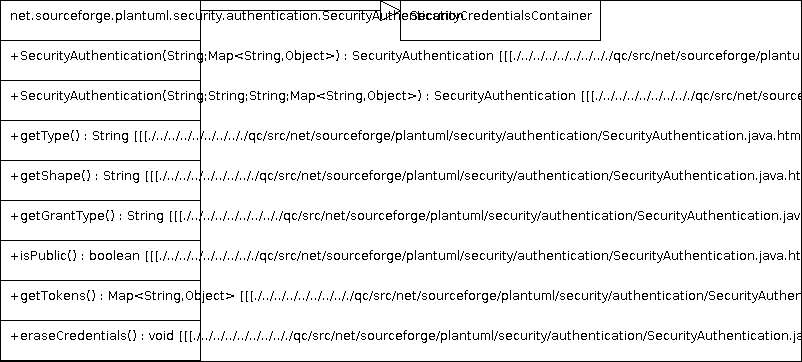 net.sourceforge.plantuml.security.authentication.SecurityAuthentication
SecurityCredentialsContainer
+SecurityAuthentication(String;Map<String,Object>) : SecurityAuthentication [[[./../../../../../../../qc/src/net/sourceforge/plantu
+SecurityAuthentication(String;String;String;Map<String,Object>) : SecurityAuthentication [[[./../../../../../../../qc/src/net/source
+getType() : String [[[./../../../../../../../qc/src/net/sourceforge/plantuml/security/authentication/SecurityAuthentication.java.htm
+getShape() : String [[[./../../../../../../../qc/src/net/sourceforge/plantuml/security/authentication/SecurityAuthentication.java.ht
+getGrantType() : String [[[./../../../../../../../qc/src/net/sourceforge/plantuml/security/authentication/SecurityAuthentication.jav
+isPublic() : boolean [[[./../../../../../../../qc/src/net/sourceforge/plantuml/security/authentication/SecurityAuthentication.java.ht
+getTokens() : Map<String,Object> [[[./../../../../../../../qc/src/net/sourceforge/plantuml/security/authentication/SecurityAuthen
+eraseCredentials() : void [[[./../../../../../../../qc/src/net/sourceforge/plantuml/security/authentication/SecurityAuthentication.ja